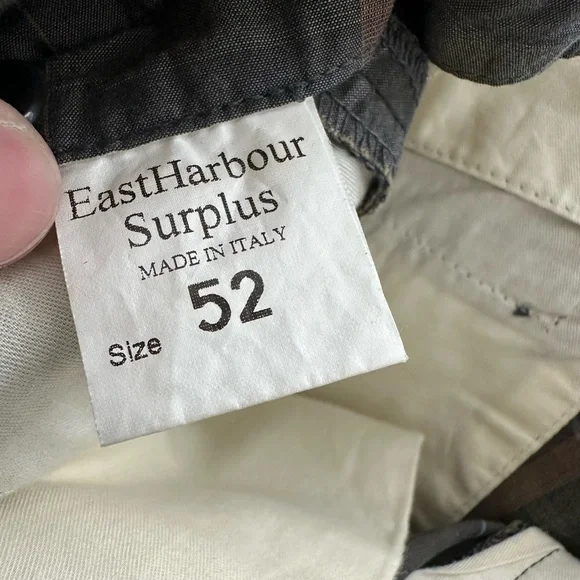 EastHarbour
Surplus
MADE IN ITALY
52
Size